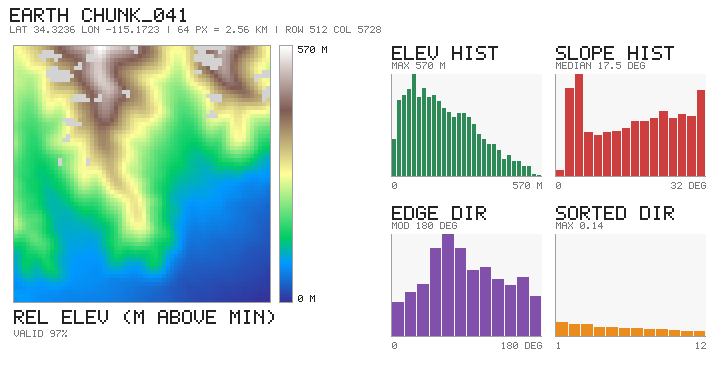 EARTH CHUNK_041
LAT 34.3236 LON -115.1723 | 64 PX = 2.56 KM | ROW 512 COL 5728
570 M
0 M
REL ELEV (M ABOVE MIN)
VALID 97%
ELEV HIST
MAX 570 M
0 570 M
SLOPE HIST
MEDIAN 17.5 DEG
0 32 DEG
EDGE DIR
MOD 180 DEG
0 180 DEG
SORTED DIR
MAX 0.14
1 12